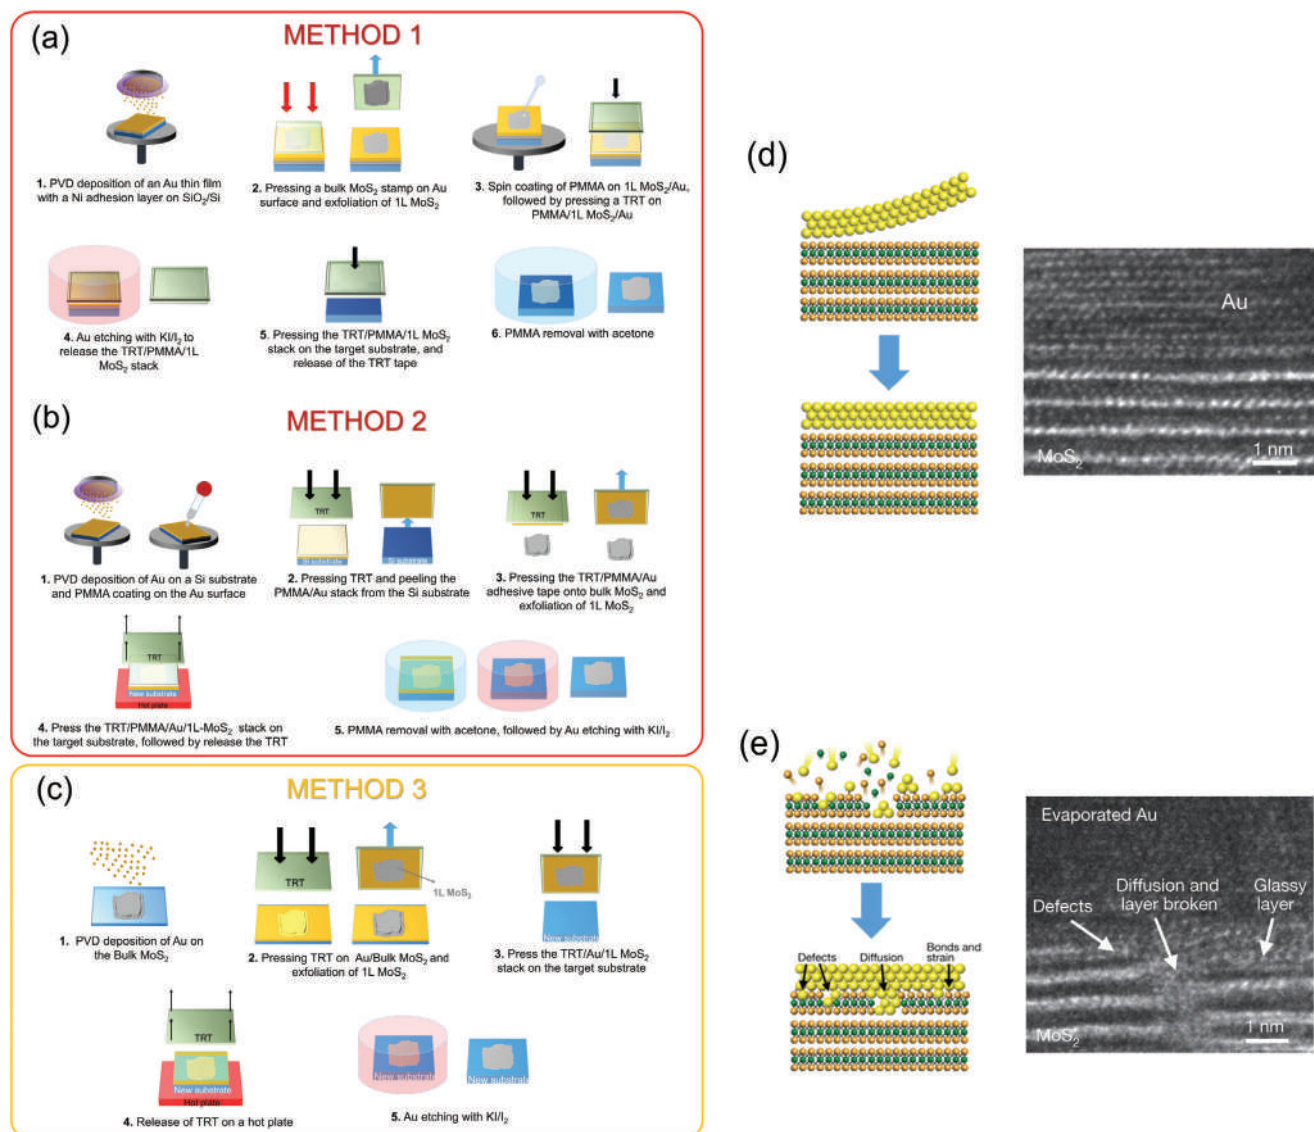 (a)
METHOD 1
1. PVD deposition of an Au thin film
with a Ni adhesion layer on SiO2/Si
2. Pressing a bulk MoS2 stamp on Au
surface and exfoliation of 1L MoS2
3. Spin coating of PMMA on 1L MoS2/Au,
followed by pressing a TRT on
PMMA/1L MoS2/Au
4. Au etching with KI/I2 to
release the TRT/PMMA/1L
MoS2 stack
5. Pressing the TRT/PMMA/1L MoS2
stack on the target substrate, and
release of the TRT tape
6. PMMA removal with acetone
(b)
METHOD 2
TRT
Si substrate
Si substrate
TRT
1. PVD deposition of Au on a Si substrate
and PMMA coating on the Au surface
2. Pressing TRT and peeling the
PMMA/Au stack from the Si substrate
3. Pressing the TRT/PMMA/Au
adhesive tape onto bulk MoS2 and
exfoliation of 1L MoS2
TRT
New substrate
Hot plate
4. Press the TRT/PMMA/Au/1L-MoS2 stack on
the target substrate, followed by release the TRT
5. PMMA removal with acetone, followed by Au etching with KI/I2
(c)
METHOD 3
TRT
1L MoS2
New substrate
1. PVD deposition of Au on
the Bulk MoS2
2. Pressing TRT on Au/Bulk MoS2 and
exfoliation of 1L MoS2
3. Press the TRT/Au/1L MoS2
stack on the target substrate
TRT
New substrate
Hot plate
New substrate
New substrate
4. Release of TRT on a hot plate
5. Au etching with KI/I2
(d)
Au
MoS2
1 nm
(e)
Defects
Diffusion
Bonds and
strain
Evaporated Au
Defects
Diffusion and
layer broken
Glassy
layer
MoS2
1 nm